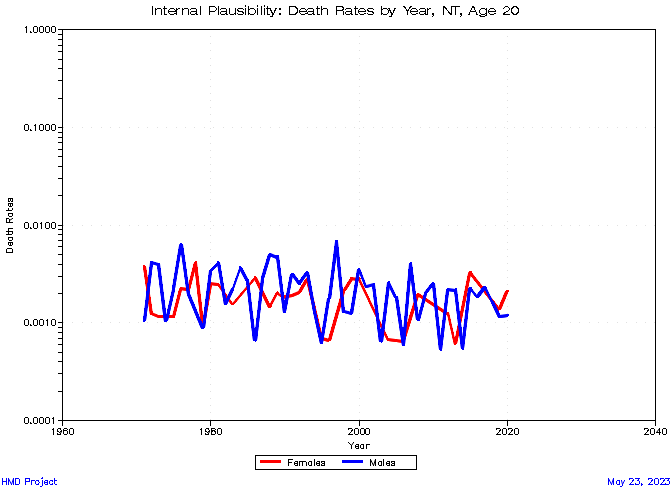 Internal Plausibility: Death Rates by Year, NT, Age 20
1.0000
0.1000
0.0100
0.0010
0.0001
Death Rates
1960 1980 2000 2020 2040
Year
Females Males
HMD Project May 23, 2023